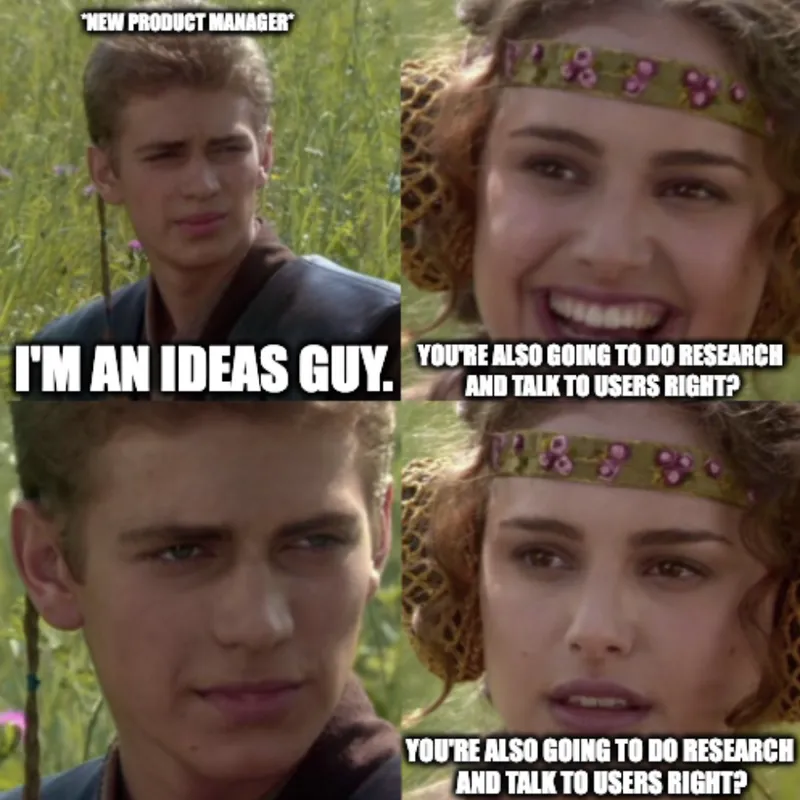 *NEW PRODUCT MANAGER*
I'M AN IDEAS GUY.
YOU'RE ALSO GOING TO DO RESEARCH
AND TALK TO USERS RIGHT?
YOU'RE ALSO GOING TO DO RESEARCH
AND TALK TO USERS RIGHT?